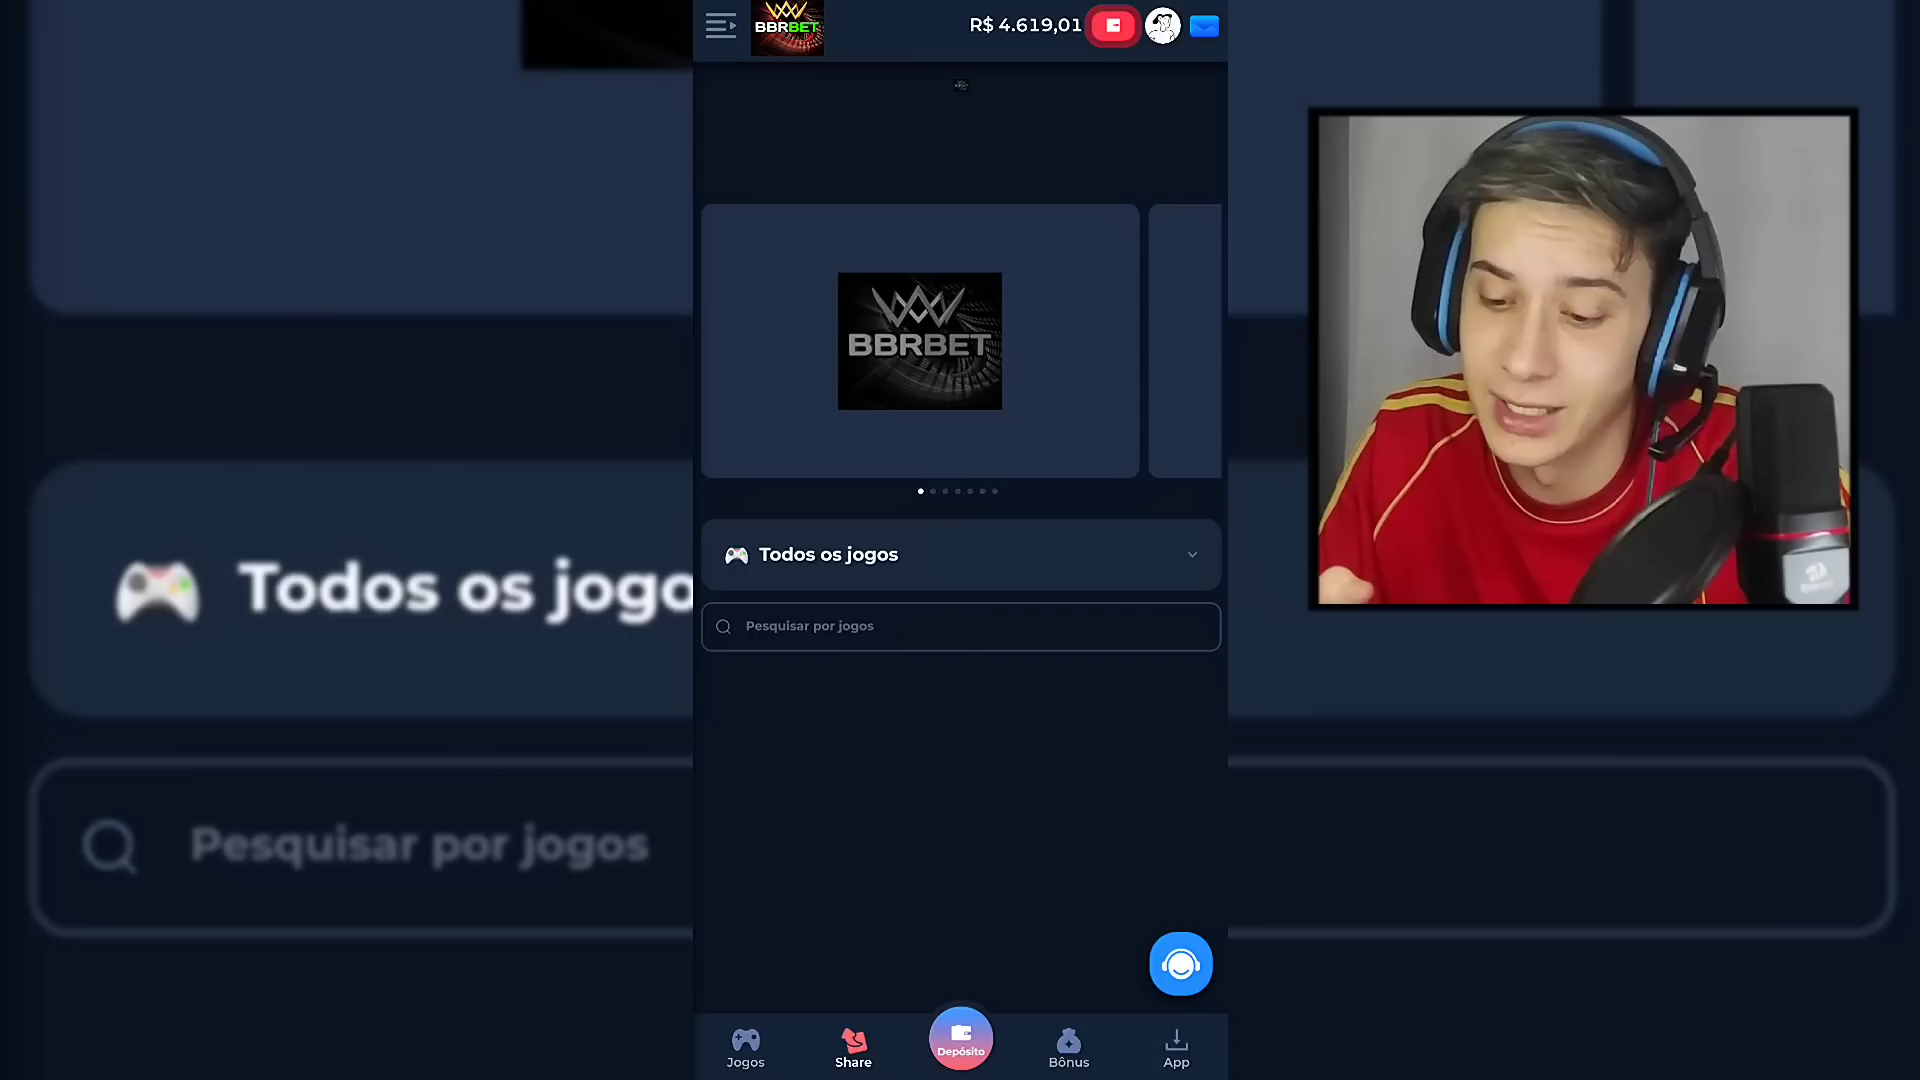 BBRBET
R$ 4.619,01
BBRBET
Todos os jogos
Pesquisar por jogos
Todos os jogo
Pesquisar por jogos
Jogos
Share
Depósito
Bônus
App